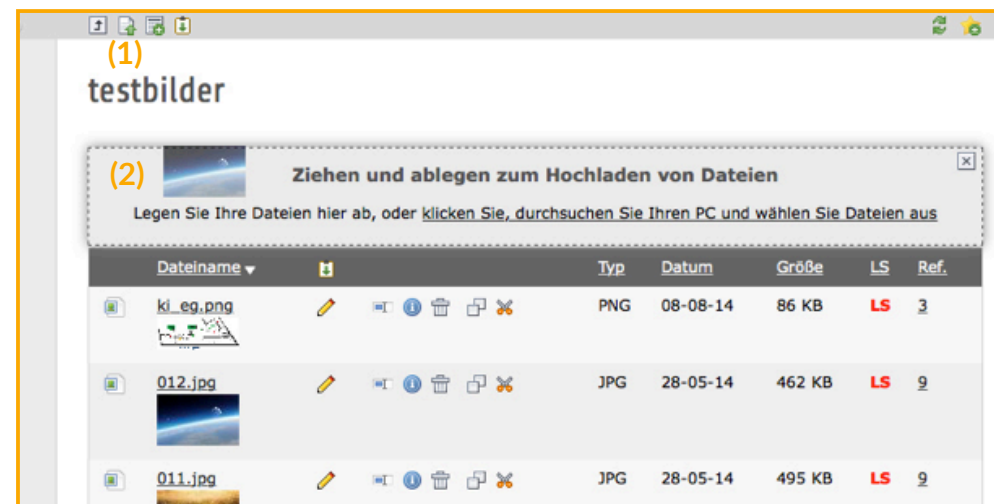 (1)
testbilder
(2)
Ziehen und ablegen zum Hochladen von Dateien
Legen Sie Ihre Dateien hier ab, oder klicken Sie, durchsuchen Sie Ihren PC und wählen Sie Dateien aus
Dateiname Typ Datum Größe LS Ref.
ki_eg.png PNG 08-08-14 86 KB LS 3
012.jpg JPG 28-05-14 462 KB LS 9
011.jpg JPG 28-05-14 495 KB LS 9